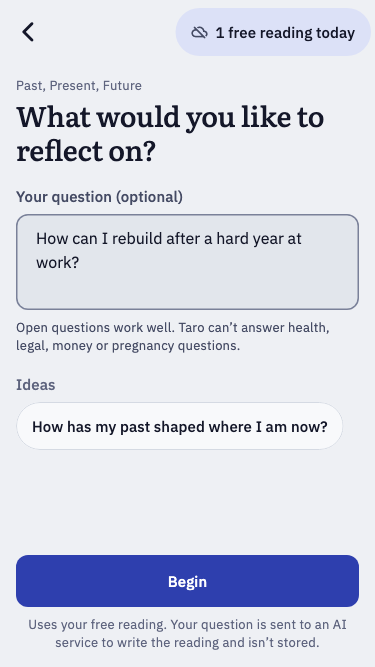 1 free reading today
Past, Present, Future
What would you like to
reflect on?
Your question (optional)
How can I rebuild after a hard year at
work?
Open questions work well. Taro can’t answer health,
legal, money or pregnancy questions.
Ideas
How has my past shaped where I am now?
Begin
Uses your free reading. Your question is sent to an AI
service to write the reading and isn’t stored.